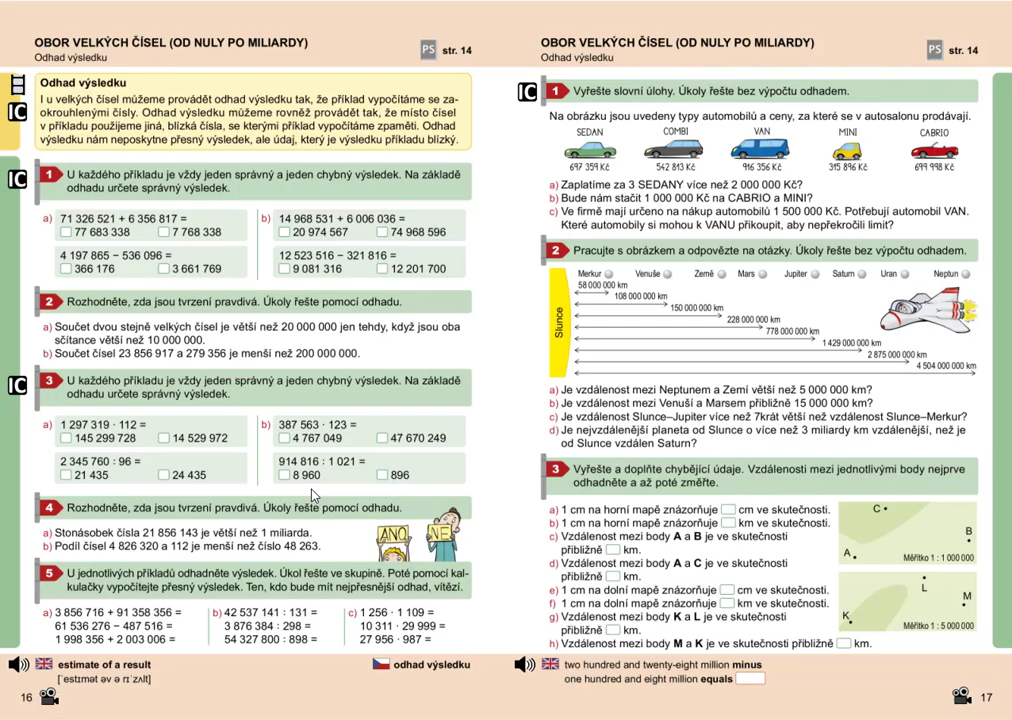 OBOR VELKÝCH ČÍSEL (OD NULY PO MILIARDY)
Odhad výsledku
PS str. 14
Odhad výsledku
I u velkých čísel můžeme provádět odhad výsledku tak, že příklad vypočítáme se za-
okrouhlenými čísly. Odhad výsledku můžeme rovněž provádět tak, že místo čísel
v příkladu použijeme jiná, blízká čísla, se kterými příklad vypočítáme zpaměti. Odhad
výsledku nám neposkytne přesný výsledek, ale údaj, který je výsledku příkladu blízký.
IC
IC
1 U každého příkladu je vždy jeden správný a jeden chybný výsledek. Na základě
odhadu určete správný výsledek.
a) 71 326 521 + 6 356 817 =
77 683 338 7 768 338
4 197 865 − 536 096 =
366 176 3 661 769
b) 14 968 531 + 6 006 036 =
20 974 567 74 968 596
12 523 516 − 321 816 =
9 081 316 12 201 700
2 Rozhodněte, zda jsou tvrzení pravdivá. Úkoly řešte pomocí odhadu.
a) Součet dvou stejně velkých čísel je větší než 20 000 000 jen tehdy, když jsou oba
sčítance větší než 10 000 000.
b) Součet čísel 23 856 917 a 279 356 je menší než 200 000 000.
IC
3 U každého příkladu je vždy jeden správný a jeden chybný výsledek. Na základě
odhadu určete správný výsledek.
a) 1 297 319 · 112 =
145 299 728 14 529 972
2 345 760 : 96 =
21 435 24 435
b) 387 563 · 123 =
4 767 049 47 670 249
914 816 : 1 021 =
8 960 896
4 Rozhodněte, zda jsou tvrzení pravdivá. Úkoly řešte pomocí odhadu.
a) Stonásobek čísla 21 856 143 je větší než 1 miliarda.
b) Podíl čísel 4 826 320 a 112 je menší než číslo 48 263.
ANO NE
5 U jednotlivých příkladů odhadněte výsledek. Úkol řešte ve skupině. Poté pomocí kal-
kulačky vypočítejte přesný výsledek. Ten, kdo bude mít nejpřesnější odhad, vítězí.
a) 3 856 716 + 91 358 356 =
61 536 276 − 487 516 =
1 998 356 + 2 003 006 =
b) 42 537 141 : 131 =
3 876 384 : 298 =
54 327 800 : 898 =
c) 1 256 · 1 109 =
10 311 · 29 999 =
27 956 · 987 =
estimate of a result
[ˈestɪmət əv ə rɪˈzʌlt]
odhad výsledku
16
OBOR VELKÝCH ČÍSEL (OD NULY PO MILIARDY)
Odhad výsledku
PS str. 14
IC
1 Vyřešte slovní úlohy. Úkoly řešte bez výpočtu odhadem.
Na obrázku jsou uvedeny typy automobilů a ceny, za které se v autosalonu prodávají.
SEDAN COMBI VAN MINI CABRIO
697 359 Kč 542 813 Kč 916 356 Kč 315 896 Kč 699 998 Kč
a) Zaplatíme za 3 SEDANY více než 2 000 000 Kč?
b) Bude nám stačit 1 000 000 Kč na CABRIO a MINI?
c) Ve firmě mají určeno na nákup automobilů 1 500 000 Kč. Potřebují automobil VAN.
Které automobily si mohou k VANU přikoupit, aby nepřekročili limit?
2 Pracujte s obrázkem a odpovězte na otázky. Úkoly řešte bez výpočtu odhadem.
Merkur Venuše Země Mars Jupiter Saturn Uran Neptun
Slunce
58 000 000 km
108 000 000 km
150 000 000 km
228 000 000 km
778 000 000 km
1 429 000 000 km
2 875 000 000 km
4 504 000 000 km
a) Je vzdálenost mezi Neptunem a Zemí větší než 5 000 000 km?
b) Je vzdálenost mezi Venuší a Marsem přibližně 15 000 000 km?
c) Je vzdálenost Slunce–Jupiter více než 7krát větší než vzdálenost Slunce–Merkur?
d) Je nejvzdálenější planeta od Slunce o více než 3 miliardy km vzdálenější, než je
od Slunce vzdálen Saturn?
3 Vyřešte a doplňte chybějící údaje. Vzdálenosti mezi jednotlivými body nejprve
odhadněte a až poté změřte.
a) 1 cm na horní mapě znázorňuje cm ve skutečnosti.
b) 1 cm na horní mapě znázorňuje km ve skutečnosti.
c) Vzdálenost mezi body A a B je ve skutečnosti
přibližně km.
d) Vzdálenost mezi body A a C je ve skutečnosti
přibližně km.
e) 1 cm na dolní mapě znázorňuje cm ve skutečnosti.
f) 1 cm na dolní mapě znázorňuje km ve skutečnosti.
g) Vzdálenost mezi body K a L je ve skutečnosti
přibližně km.
h) Vzdálenost mezi body M a K je ve skutečnosti přibližně km.
C
B
A
Měřítko 1 : 1 000 000
L
M
K
Měřítko 1 : 5 000 000
two hundred and twenty-eight million minus
one hundred and eight million equals
17